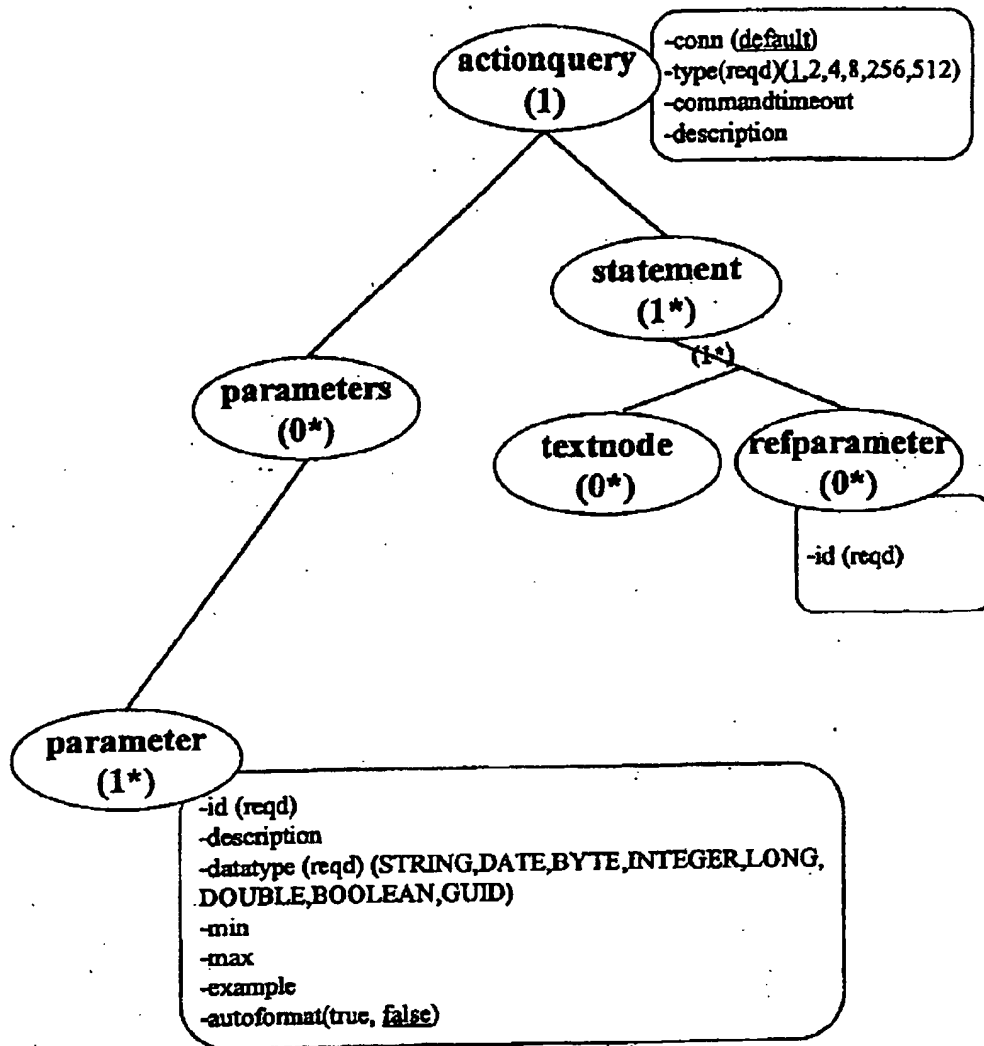 actionquery
(1)
-conn (default)
-type(reqd)(1,2,4,8,256,512)
-commandtimeout
-description
statement
(1*)
(1*)
parameters
(0*)
textnode
(0*)
refparameter
(0*)
-id (reqd)
parameter
(1*)
-id (reqd)
-description
-datatype (reqd) (STRING,DATE,BYTE,INTEGER,LONG,
DOUBLE,BOOLEAN,GUID)
-min
-max
-example
-autoformat(true, false)